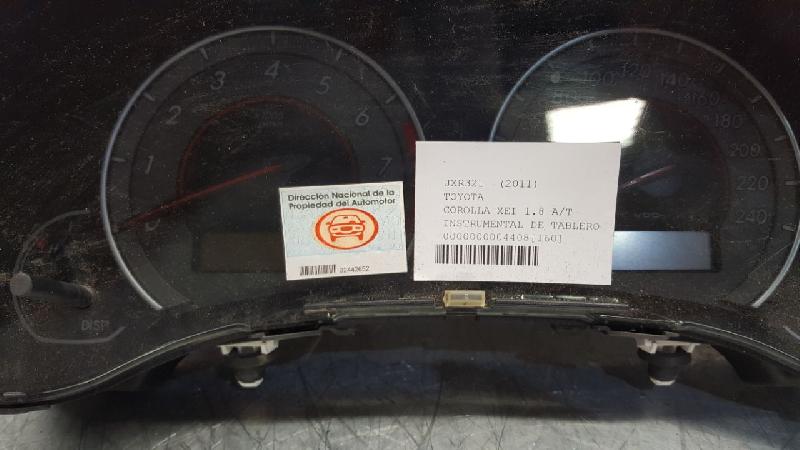 1
2
3
4
5
6
7
100
120
140
160
180
200
220
240
Dirección Nacional de la
Propiedad del Automotor
JXR321 -(2011)
TOYOTA
COROLLA XEI 1.8 A/T
INSTRUMENTAL DE TABLERO
DISP